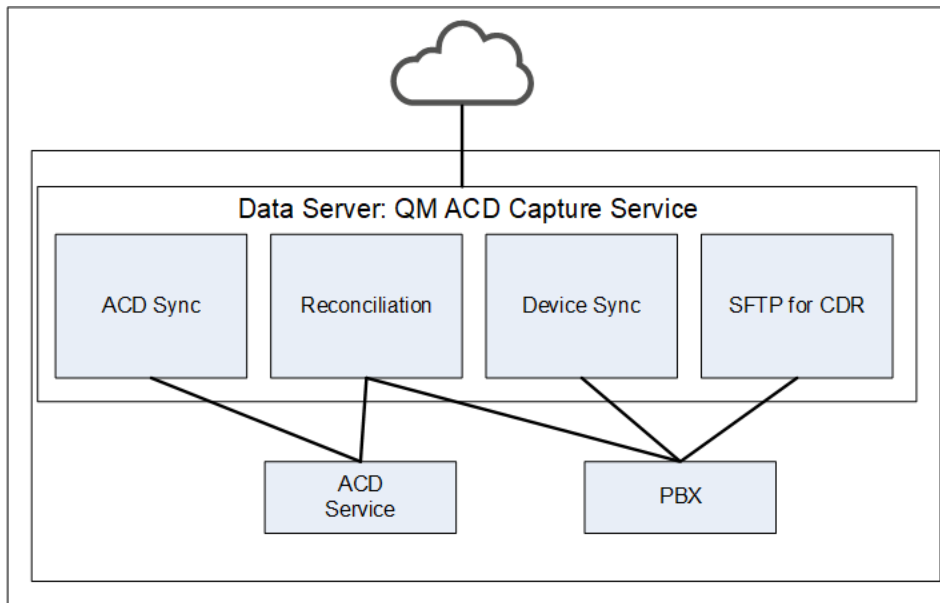 Data Server: QM ACD Capture Service
ACD Sync
Reconciliation
Device Sync
SFTP for CDR
ACD
Service
PBX